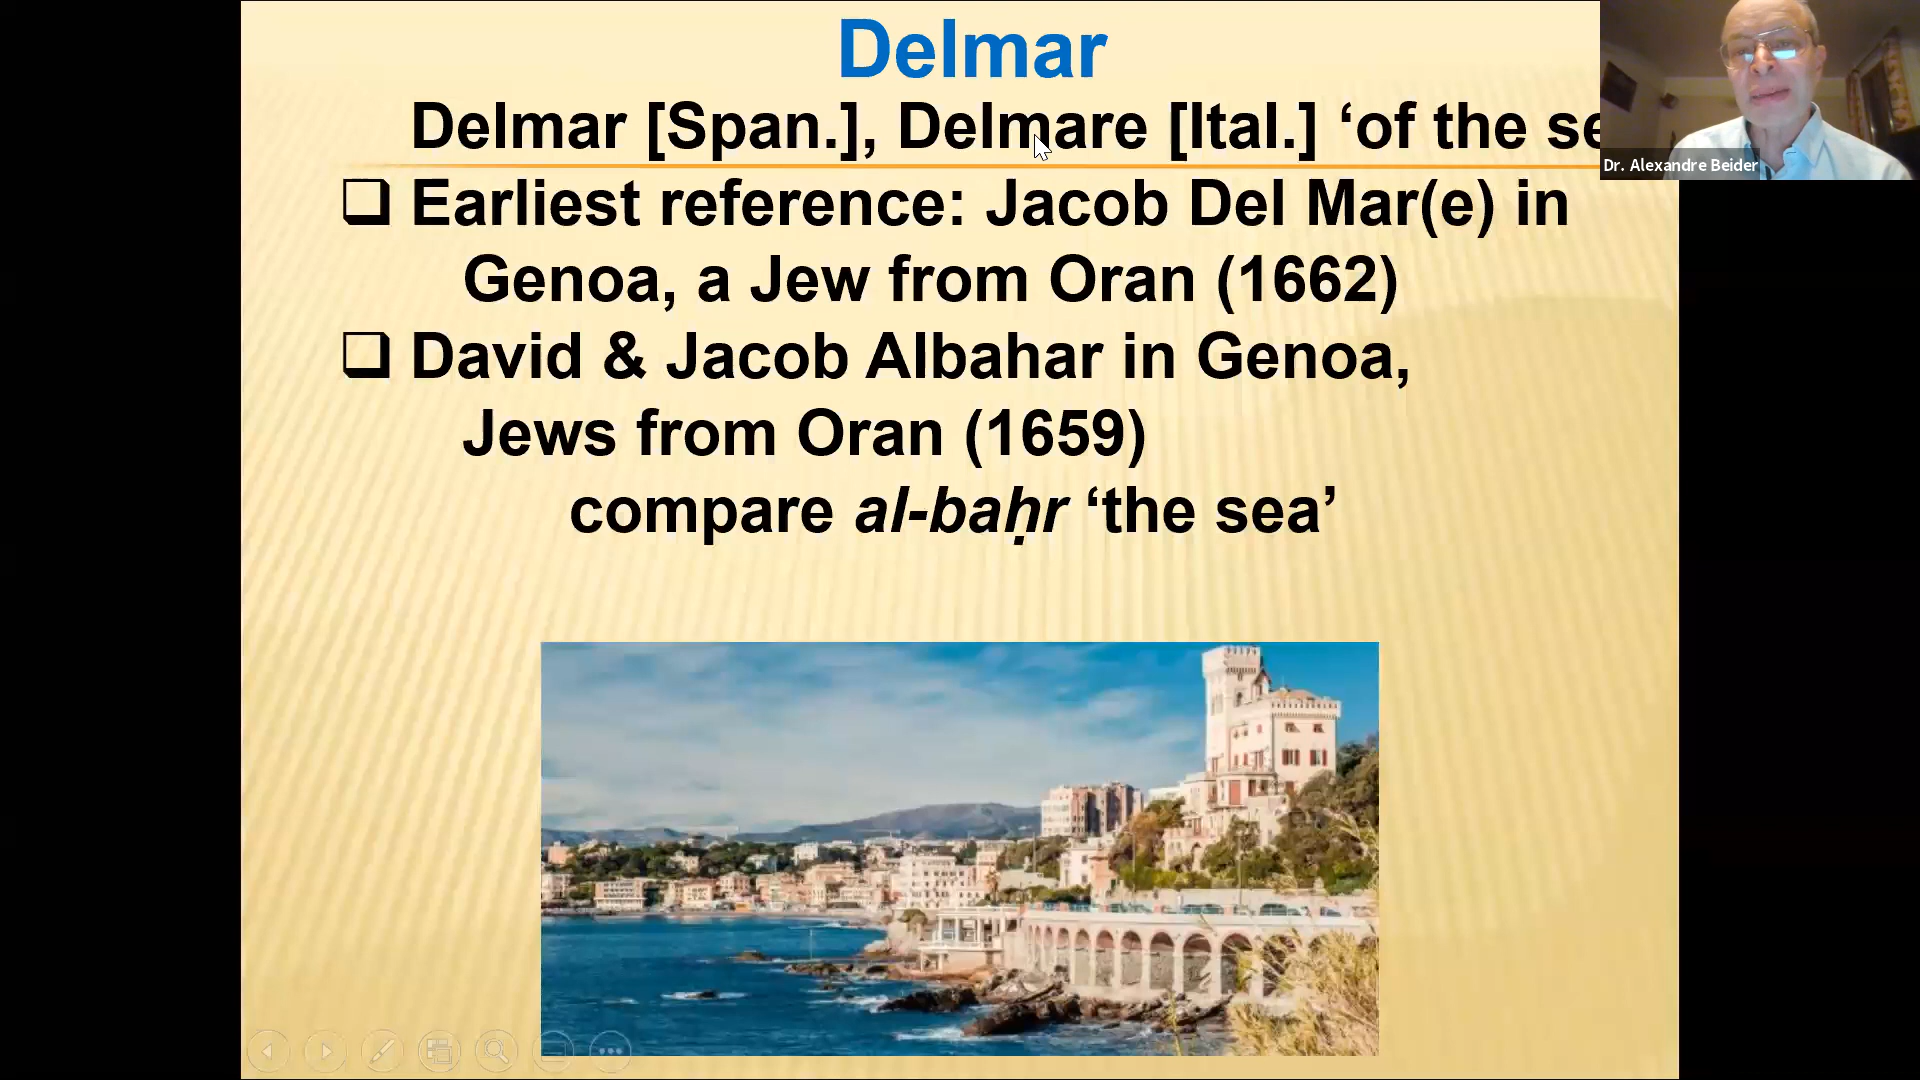 Delmar
Delmar [Span.], Delmare [Ital.] ‘of the
Earliest reference: Jacob Del Mar(e) in
Genoa, a Jew from Oran (1662)
David & Jacob Albahar in Genoa,
Jews from Oran (1659)
compare al-baḥr ‘the sea’
Dr. Alexandre Beider